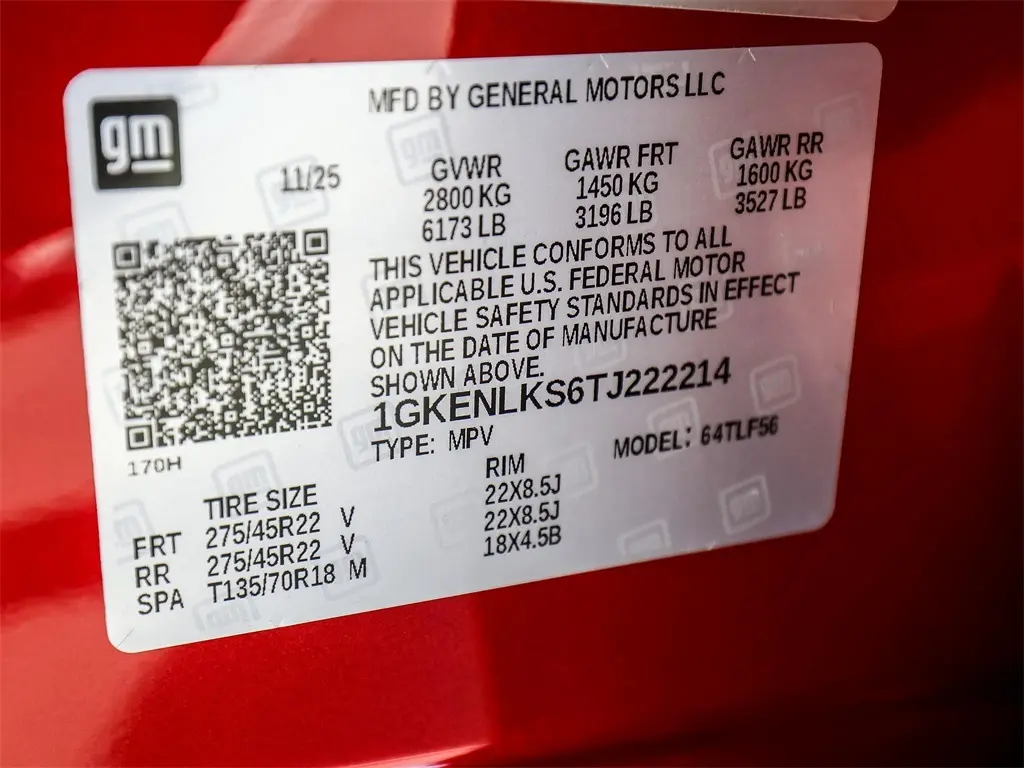 gm
MFD BY GENERAL MOTORS LLC
11/25
GVWR GAWR FRT GAWR RR
2800 KG 1450 KG 1600 KG
6173 LB 3196 LB 3527 LB
THIS VEHICLE CONFORMS TO ALL
APPLICABLE U.S. FEDERAL MOTOR
VEHICLE SAFETY STANDARDS IN EFFECT
ON THE DATE OF MANUFACTURE
SHOWN ABOVE.
1GKENLKS6TJ222214
TYPE: MPV MODEL: 64TLF56
170H
TIRE SIZE RIM
FRT 275/45R22 V 22X8.5J
RR 275/45R22 V 22X8.5J
SPA T135/70R18 M 18X4.5B